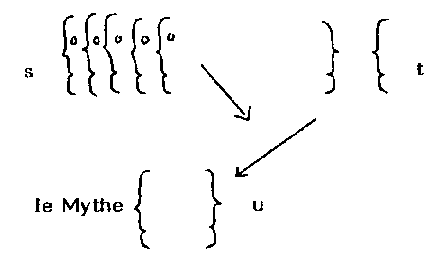 s { { { { { } { t
le Mythe { } u